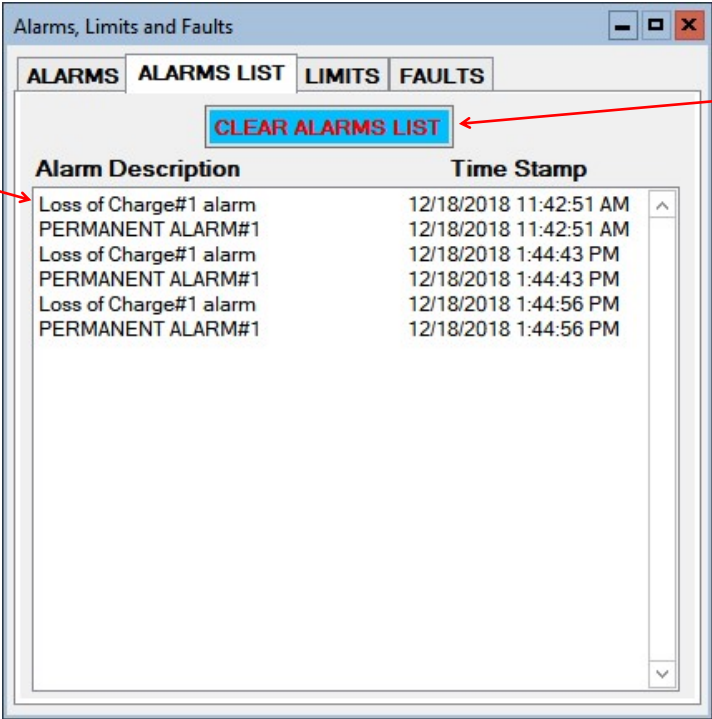 Alarms, Limits and Faults
ALARMS ALARMS LIST LIMITS FAULTS
CLEAR ALARMS LIST
Alarm Description Time Stamp
Loss of Charge#1 alarm 12/18/2018 11:42:51 AM
PERMANENT ALARM#1 12/18/2018 11:42:51 AM
Loss of Charge#1 alarm 12/18/2018 1:44:43 PM
PERMANENT ALARM#1 12/18/2018 1:44:43 PM
Loss of Charge#1 alarm 12/18/2018 1:44:56 PM
PERMANENT ALARM#1 12/18/2018 1:44:56 PM